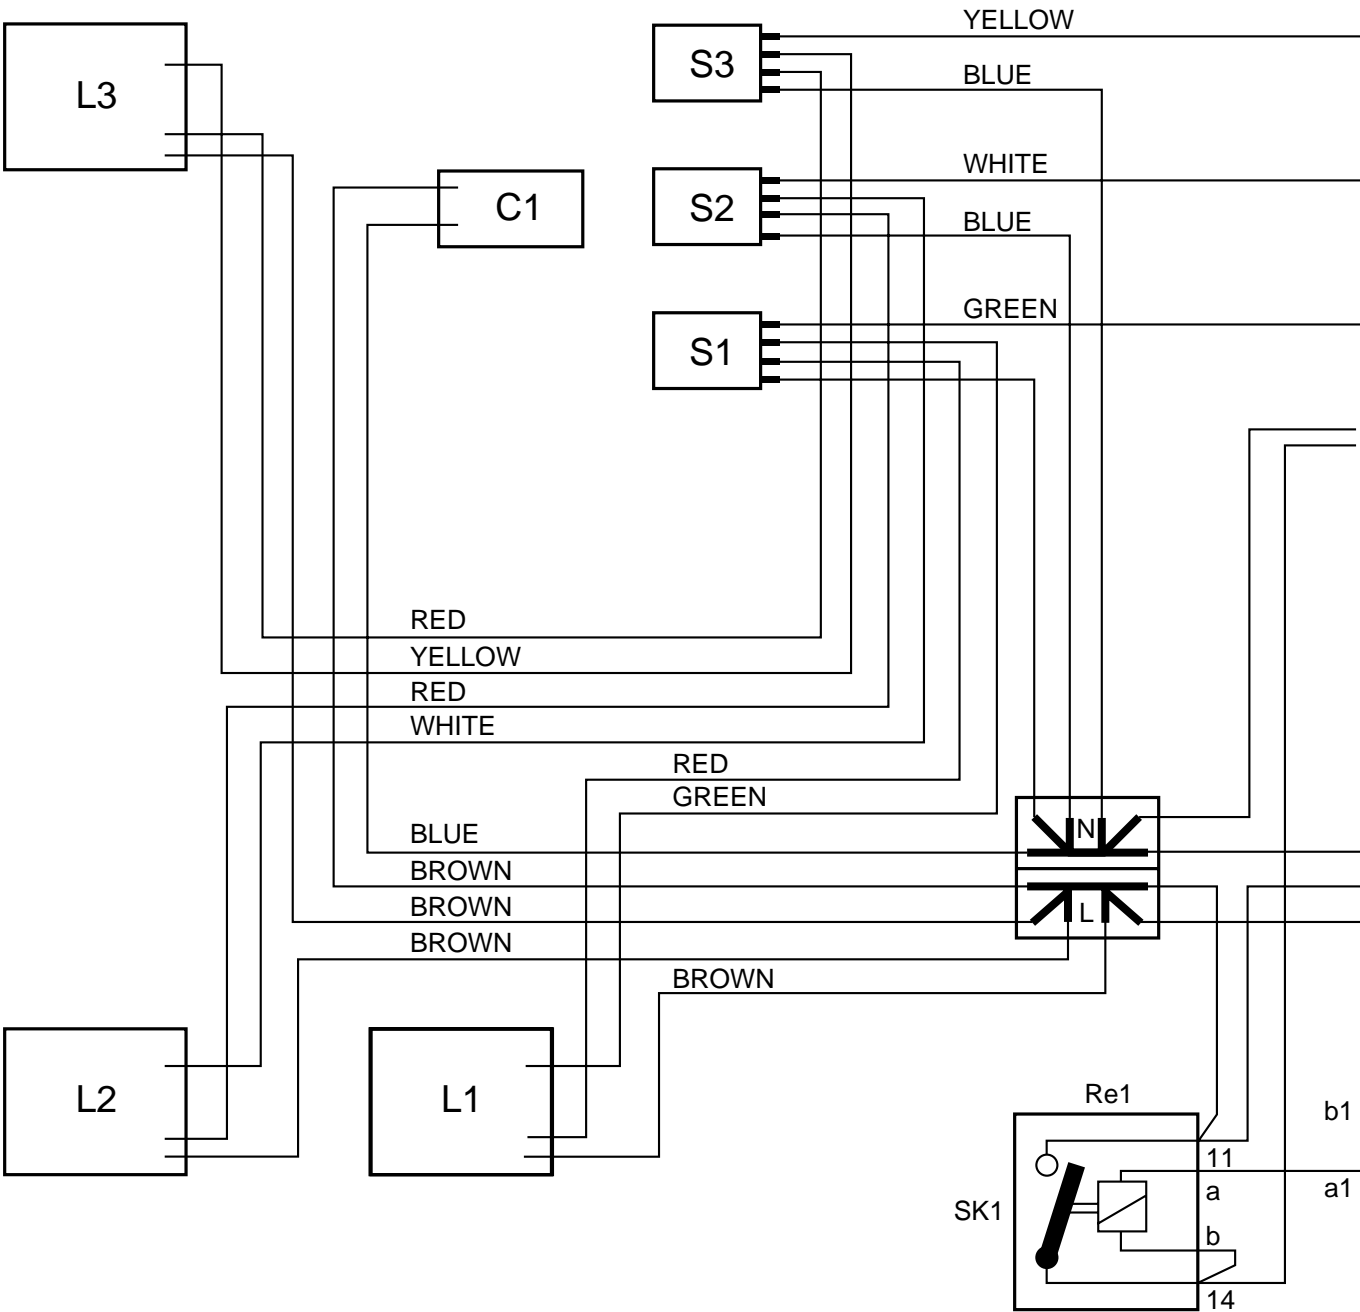 YELLOW
S3
BLUE
L3
WHITE
C1
S2
BLUE
GREEN
S1
RED
YELLOW
RED
WHITE
RED
GREEN
BLUE
N
BROWN
BROWN
L
BROWN
BROWN
L2
L1
Re1
b1
11
a
a1
SK1
b
14